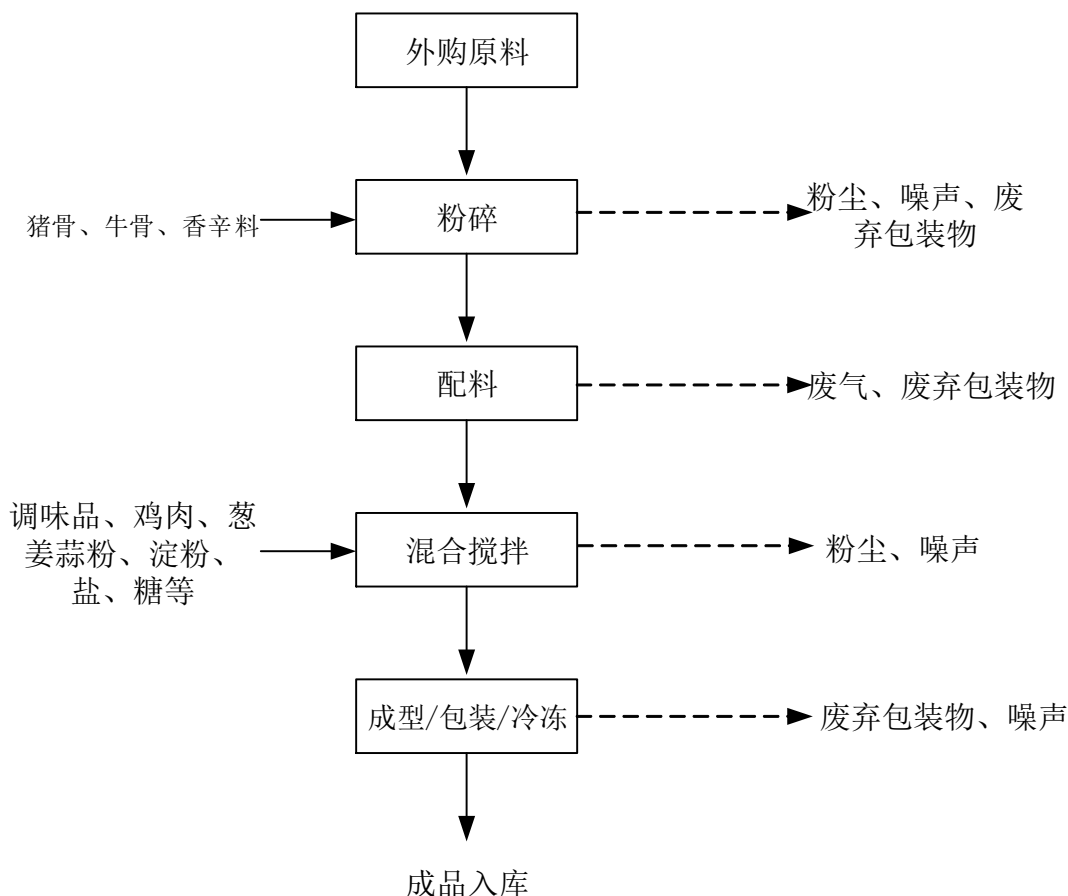 外购原料
猪骨、牛骨、香辛料
粉碎
粉尘、噪声、废
弃包装物
配料
废气、废弃包装物
调味品、鸡肉、葱
姜蒜粉、淀粉、
盐、糖等
混合搅拌
粉尘、噪声
成型/包装/冷冻
废弃包装物、噪声
成品入库